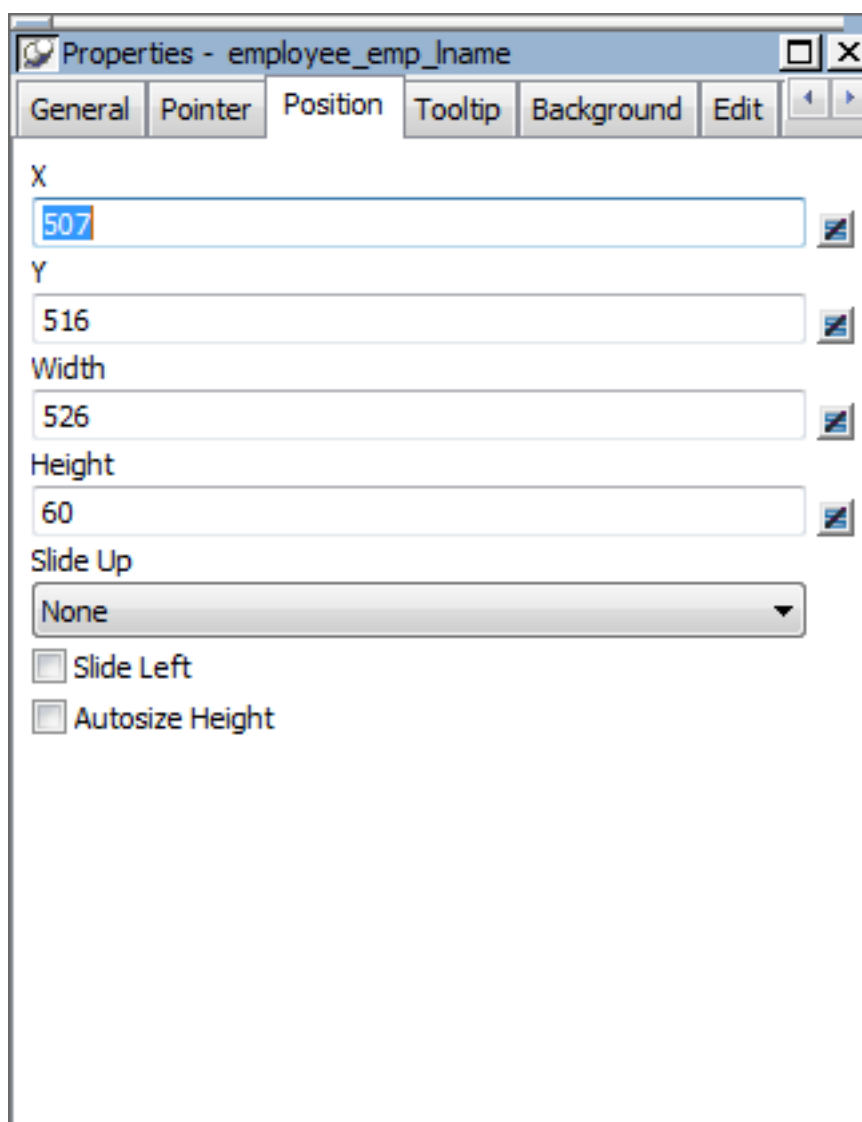 Properties - employee_emp_lname
General Pointer Position Tooltip Background Edit
X
507
Y
516
Width
526
Height
60
Slide Up
None
Slide Left
Autosize Height